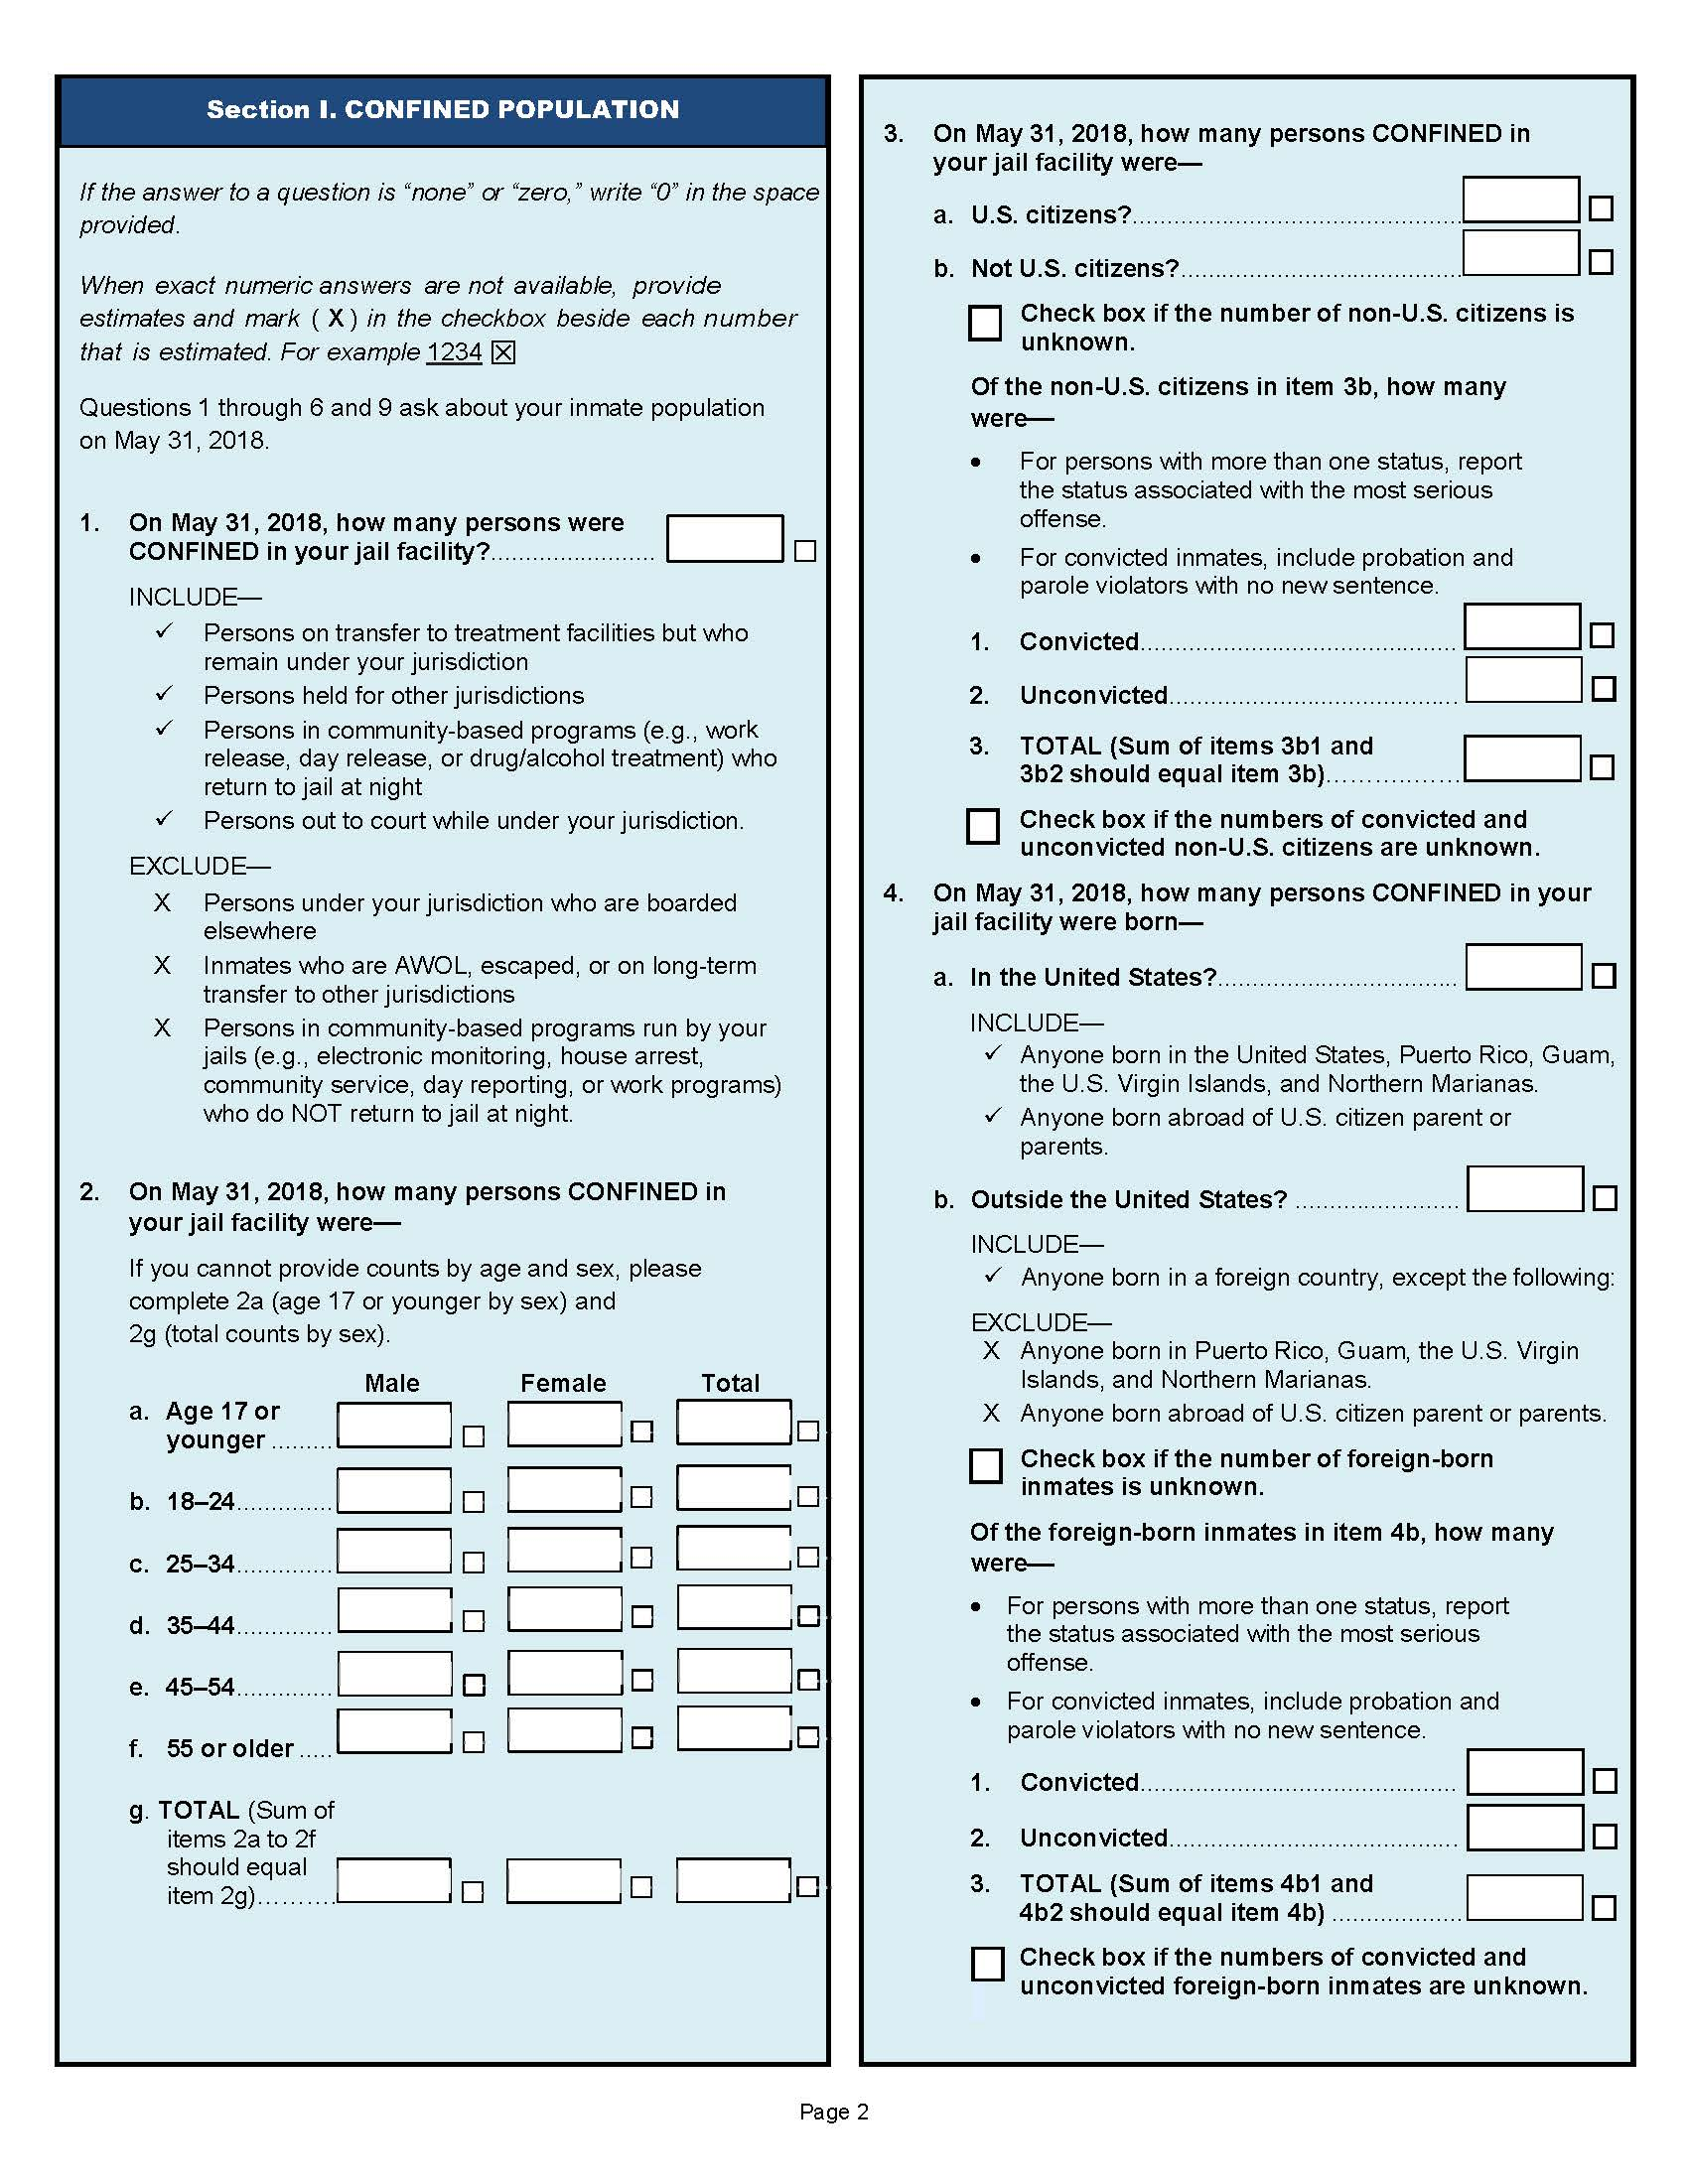 Section I. CONFINED POPULATION
If the answer to a question is “none” or “zero,” write “0” in the space
provided.
When exact numeric answers are not available, provide
estimates and mark ( X ) in the checkbox beside each number
that is estimated. For example 1234 ☒
Questions 1 through 6 and 9 ask about your inmate population
on May 31, 2018.
1. On May 31, 2018, how many persons were
CONFINED in your jail facility?........................
INCLUDE—
✓ Persons on transfer to treatment facilities but who
remain under your jurisdiction
✓ Persons held for other jurisdictions
✓ Persons in community-based programs (e.g., work
release, day release, or drug/alcohol treatment) who
return to jail at night
✓ Persons out to court while under your jurisdiction.
EXCLUDE—
X Persons under your jurisdiction who are boarded
elsewhere
X Inmates who are AWOL, escaped, or on long-term
transfer to other jurisdictions
X Persons in community-based programs run by your
jails (e.g., electronic monitoring, house arrest,
community service, day reporting, or work programs)
who do NOT return to jail at night.
2. On May 31, 2018, how many persons CONFINED in
your jail facility were—
If you cannot provide counts by age and sex, please
complete 2a (age 17 or younger by sex) and
2g (total counts by sex).
Male Female Total
a. Age 17 or
younger .........
b. 18–24..............
c. 25–34..............
d. 35–44..............
e. 45–54..............
f. 55 or older .....
g. TOTAL (Sum of
items 2a to 2f
should equal
item 2g)..........
3. On May 31, 2018, how many persons CONFINED in
your jail facility were—
a. U.S. citizens?................................................
b. Not U.S. citizens?.........................................
Check box if the number of non-U.S. citizens is
unknown.
Of the non-U.S. citizens in item 3b, how many
were—
• For persons with more than one status, report
the status associated with the most serious
offense.
• For convicted inmates, include probation and
parole violators with no new sentence.
1. Convicted..............................................
2. Unconvicted..........................................
3. TOTAL (Sum of items 3b1 and
3b2 should equal item 3b)...................
Check box if the numbers of convicted and
unconvicted non-U.S. citizens are unknown.
4. On May 31, 2018, how many persons CONFINED in your
jail facility were born—
a. In the United States?...................................
INCLUDE—
✓ Anyone born in the United States, Puerto Rico, Guam,
the U.S. Virgin Islands, and Northern Marianas.
✓ Anyone born abroad of U.S. citizen parent or
parents.
b. Outside the United States? ........................
INCLUDE—
✓ Anyone born in a foreign country, except the following:
EXCLUDE—
X Anyone born in Puerto Rico, Guam, the U.S. Virgin
Islands, and Northern Marianas.
X Anyone born abroad of U.S. citizen parent or parents.
Check box if the number of foreign-born
inmates is unknown.
Of the foreign-born inmates in item 4b, how many
were—
• For persons with more than one status, report
the status associated with the most serious
offense.
• For convicted inmates, include probation and
parole violators with no new sentence.
1. Convicted..............................................
2. Unconvicted..........................................
3. TOTAL (Sum of items 4b1 and
4b2 should equal item 4b) ...................
Check box if the numbers of convicted and
unconvicted foreign-born inmates are unknown.
Page 2